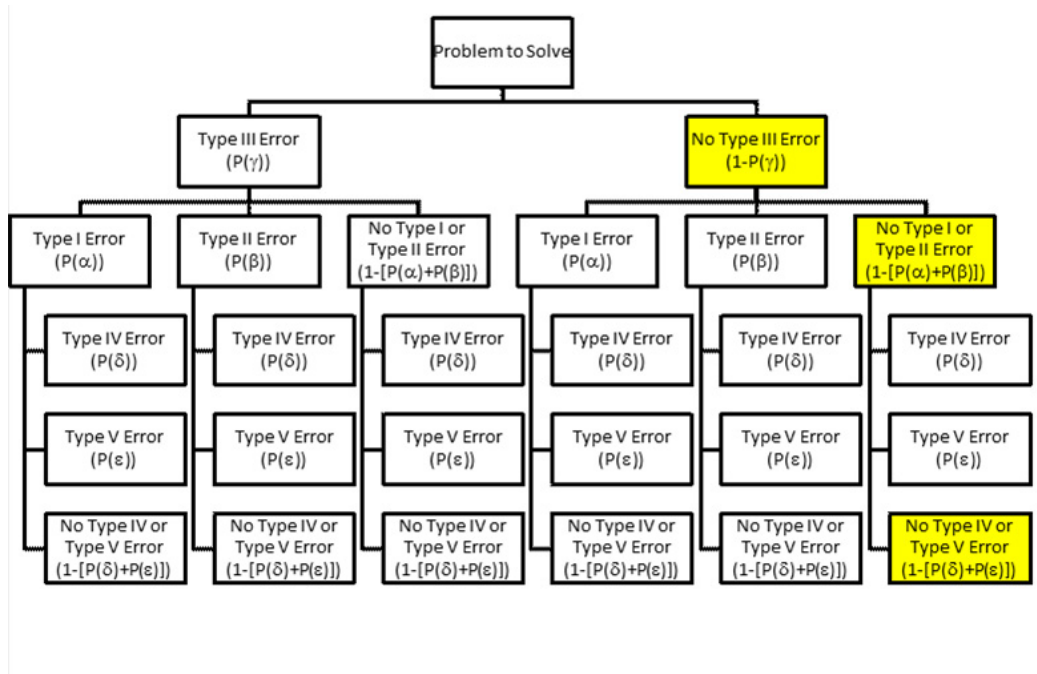 Problem to Solve
Type III Error
(P(γ))
No Type III Error
(1-P(γ))
Type I Error
(P(α))
Type II Error
(P(β))
No Type I or
Type II Error
(1-[P(α)+P(β)])
Type I Error
(P(α))
Type II Error
(P(β))
No Type I or
Type II Error
(1-[P(α)+P(β)])
Type IV Error
(P(δ))
Type IV Error
(P(δ))
Type IV Error
(P(δ))
Type IV Error
(P(δ))
Type IV Error
(P(δ))
Type IV Error
(P(δ))
Type V Error
(P(ε))
Type V Error
(P(ε))
Type V Error
(P(ε))
Type V Error
(P(ε))
Type V Error
(P(ε))
Type V Error
(P(ε))
No Type IV or
Type V Error
(1-[P(δ)+P(ε)])
No Type IV or
Type V Error
(1-[P(δ)+P(ε)])
No Type IV or
Type V Error
(1-[P(δ)+P(ε)])
No Type IV or
Type V Error
(1-[P(δ)+P(ε)])
No Type IV or
Type V Error
(1-[P(δ)+P(ε)])
No Type IV or
Type V Error
(1-[P(δ)+P(ε)])